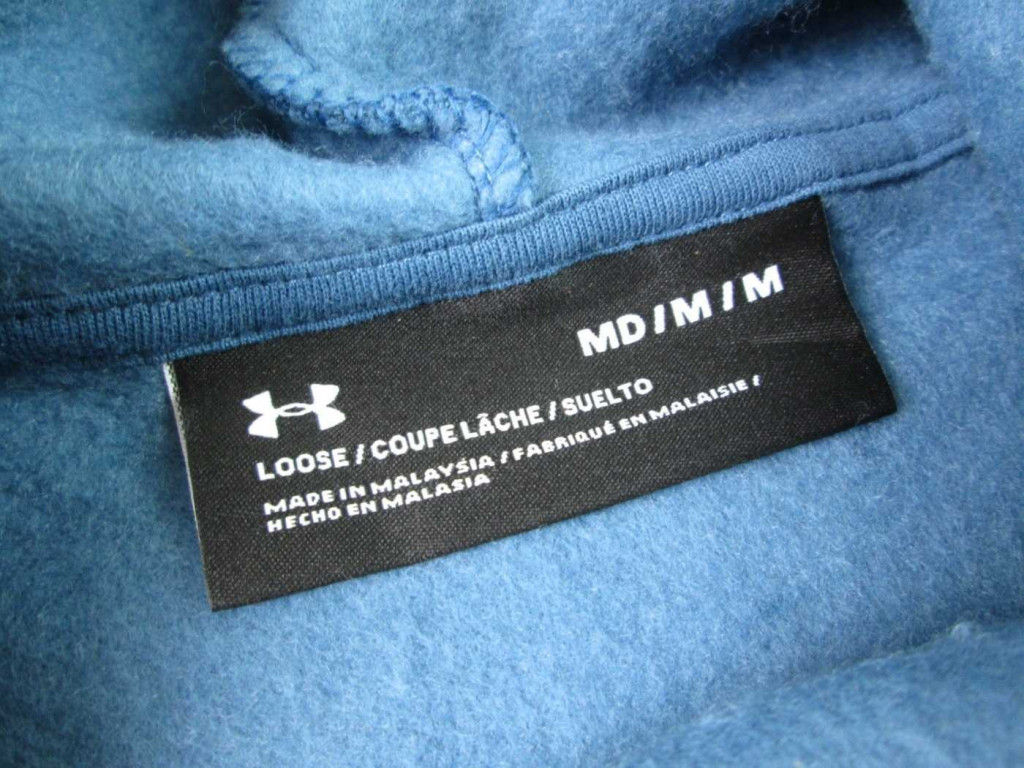 MD / M / M
LOOSE / COUPE LÂCHE / SUELTO
MADE IN MALAYSIA / FABRIQUÉ EN MALAISIE /
HECHO EN MALASIA